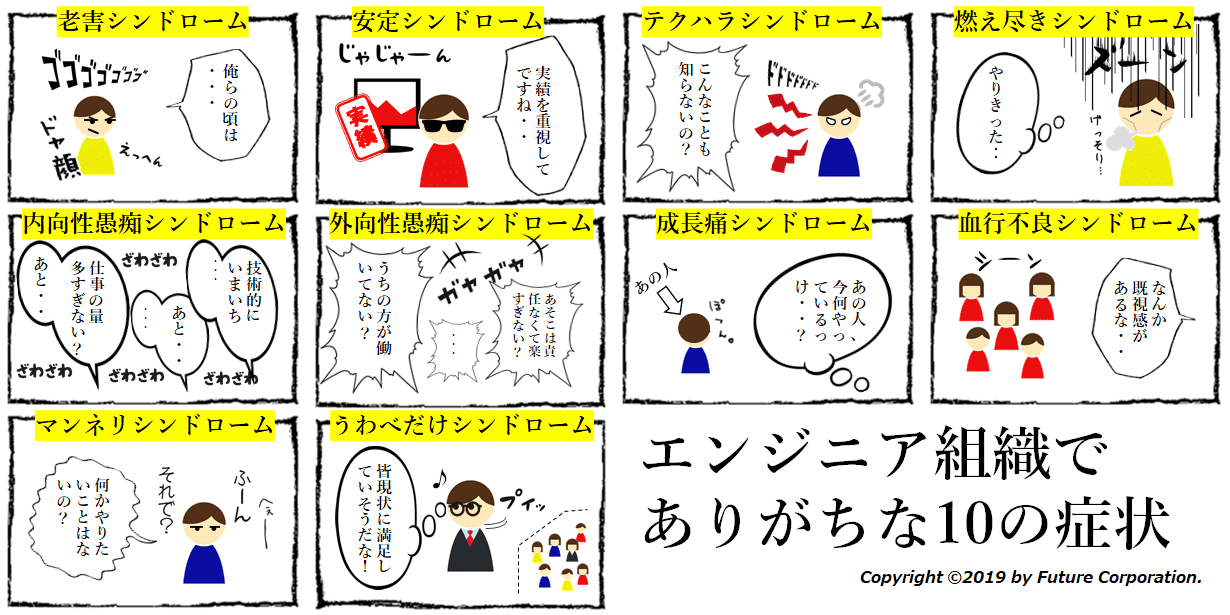 老害シンドローム
ゴゴゴゴゴゴゴ
俺らの頃は
・・・
ドヤ顔
えっへん
安定シンドローム
じゃじゃーん
実績
実績を重視して
ですね・・
テクハラシンドローム
こんなことも
知らないの？
ドドドドドドド
燃え尽きシンドローム
ズーン
やりきった・・
げっそり…
内向性愚痴シンドローム
あと・・
仕事の量
多すぎない？
ざわざわ
あと・・
・・・
技術的に
いまいち
・・・
ざわざわ
ざわざわ
ざわざわ
外向性愚痴シンドローム
うちの方が働
いてない？
ガヤガヤ
・・・
あそこは責
任なくて楽
すぎない？
成長痛シンドローム
あの人
ぽつん。
あの人、
今何やっ
ているっ
け・・？
血行不良シンドローム
シーン
なんか
既視感が
あるな・・
マンネリシンドローム
何かやりた
いことはな
いの？
それで？
ふーん
へぇー
うわべだけシンドローム
皆現状に満足し
ていそうだな！
♪
プイッ
エンジニア組織で
ありがちな10の症状
Copyright ©2019 by Future Corporation.